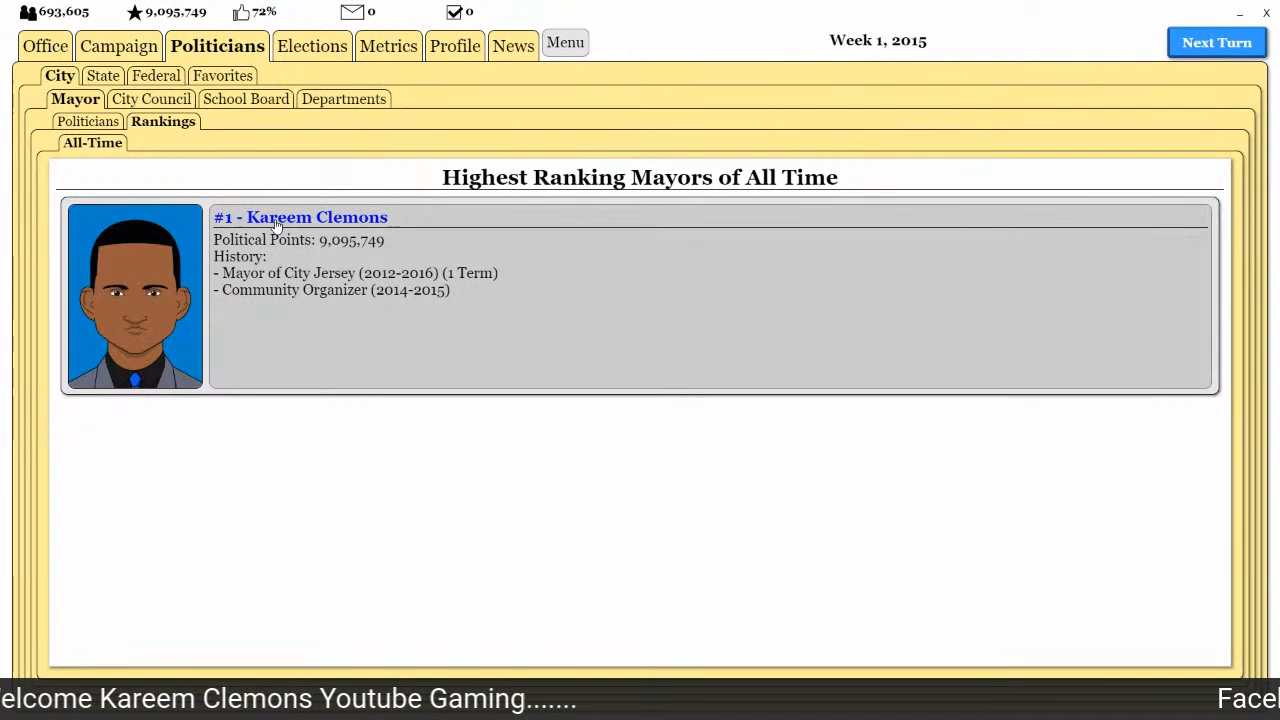 693,605 9,095,749 72% 0 0
Office Campaign Politicians Elections Metrics Profile News Menu Week 1, 2015 Next Turn
City State Federal Favorites
Mayor City Council School Board Departments
Politicians Rankings
All-Time
Highest Ranking Mayors of All Time
#1 - Kareem Clemons
Political Points: 9,095,749
History:
- Mayor of City Jersey (2012-2016) (1 Term)
- Community Organizer (2014-2015)
elcome Kareem Clemons Youtube Gaming....... Face